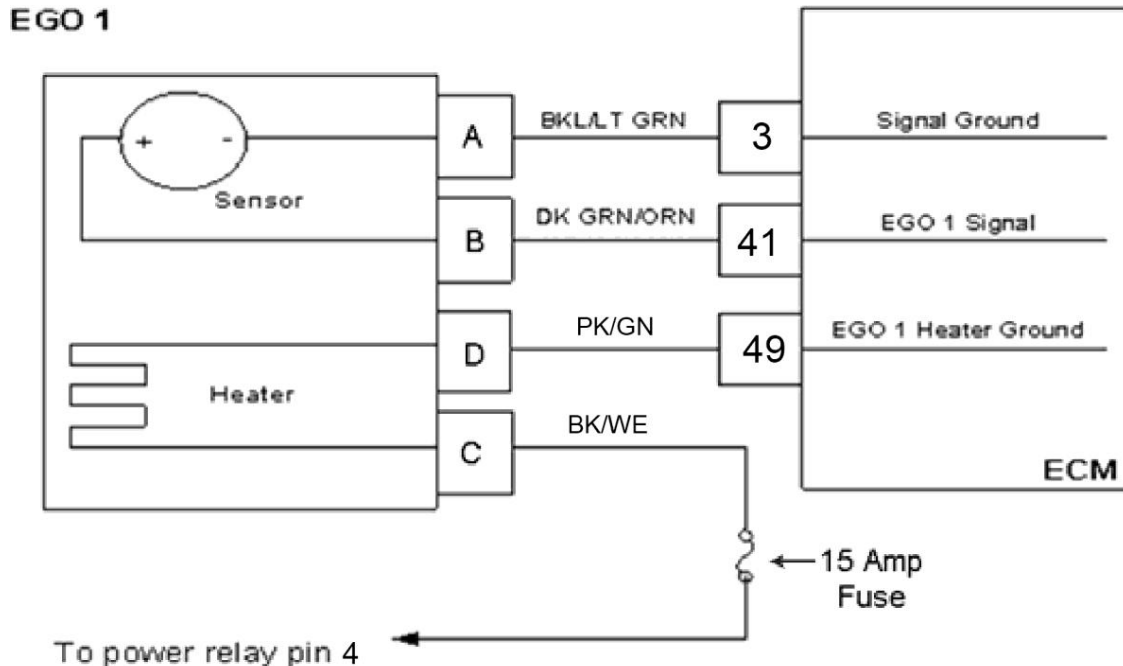 EGO 1
A
BKL/LT GRN
3
Signal Ground
+
-
Sensor
B
DK GRN/ORN
41
EGO 1 Signal
D
PK/GN
49
EGO 1 Heater Ground
Heater
C
BK/WE
ECM
15 Amp
Fuse
To power relay pin 4